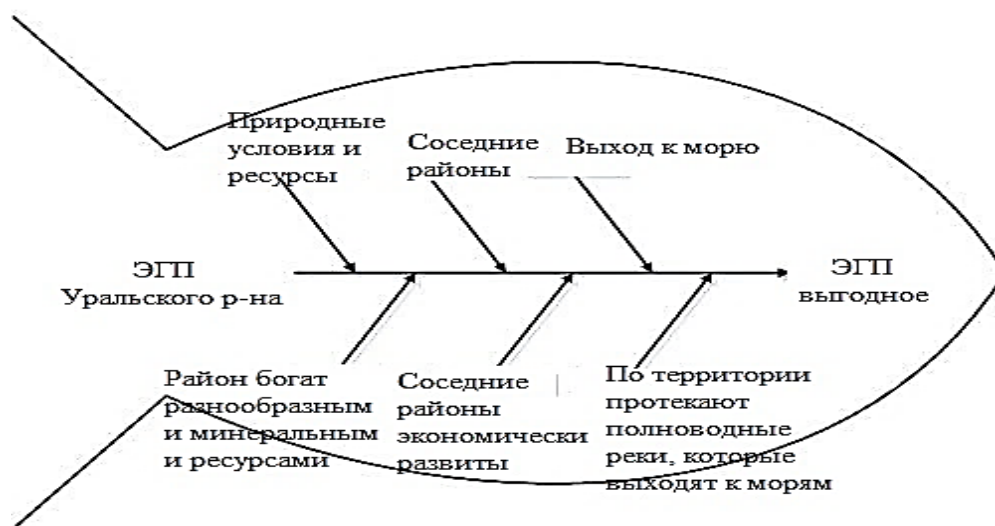 Природные
условия и
ресурсы
Соседние
районы
Выход к морю
ЭГП
Уральского р-на
ЭГП
выгодное
Район богат
разнообразным
и минеральным
и ресурсами
Соседние
районы
экономически
развиты
По территории
протекают
полноводные
реки, которые
выходят к морям